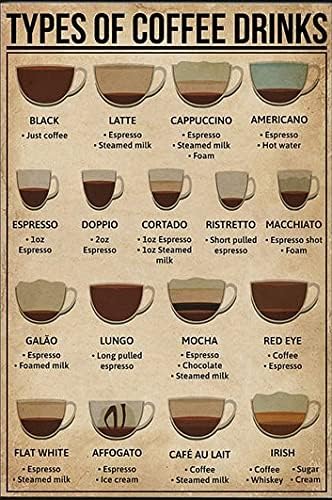 TYPES OF COFFEE DRINKS
BLACK
• Just coffee
LATTE
• Espresso
• Steamed milk
CAPPUCCINO
• Espresso
• Steamed milk
• Foam
AMERICANO
• Espresso
• Hot water
ESPRESSO
• 1oz
Espresso
DOPPIO
• 2oz
Espresso
CORTADO
• 1oz Espresso
• 1oz Steamed
milk
RISTRETTO
• Short pulled
espresso
MACCHIATO
• Espresso shot
• Foam
GALÃO
• Espresso
• Foamed milk
LUNGO
• Long pulled
espresso
MOCHA
• Espresso
• Chocolate
• Steamed milk
RED EYE
• Coffee
• Espresso
FLAT WHITE
• Espresso
• Steamed milk
AFFOGATO
• Espresso
• Ice cream
CAFÉ AU LAIT
• Coffee
• Steamed milk
IRISH
• Coffee • Sugar
• Whiskey • Cream